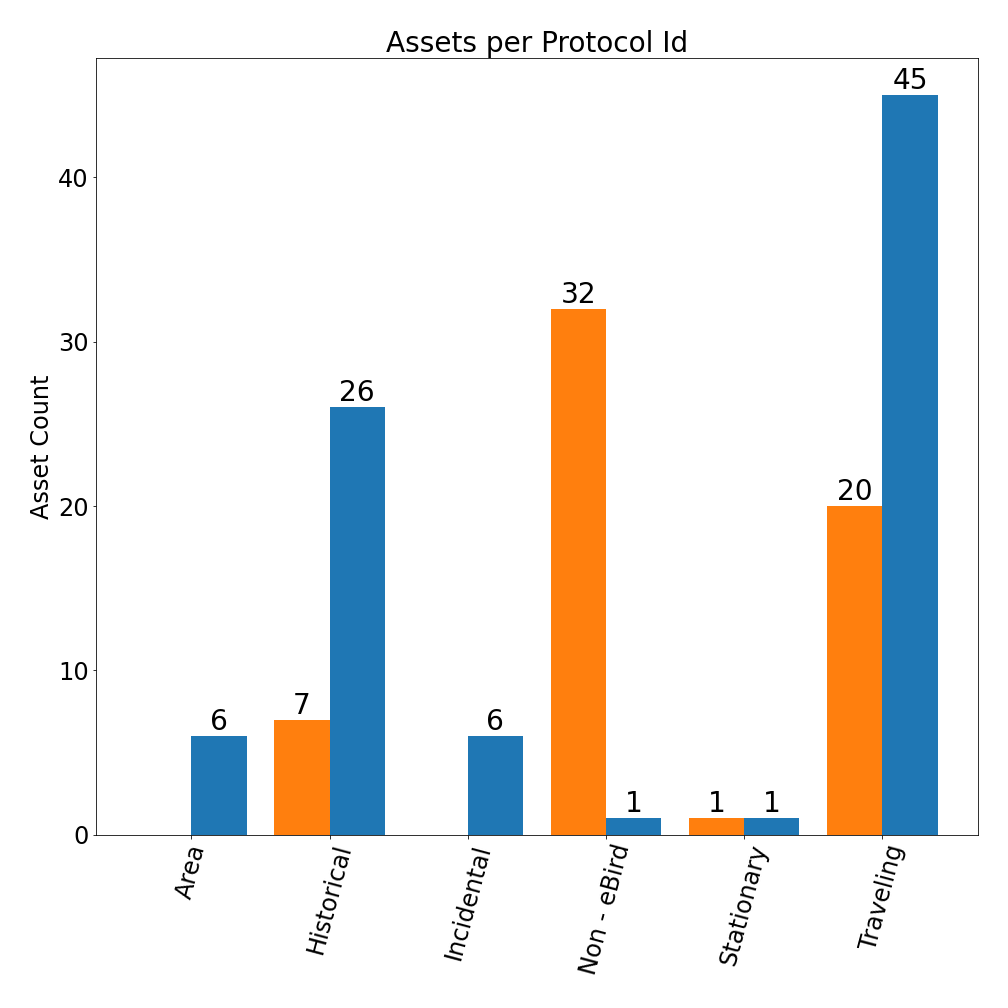 Assets per Protocol Id
45
40
32
30
26
Asset Count
20
20
10
7
6
6
1
1
1
0
Area
Historical
Incidental
Non - eBird
Stationary
Traveling